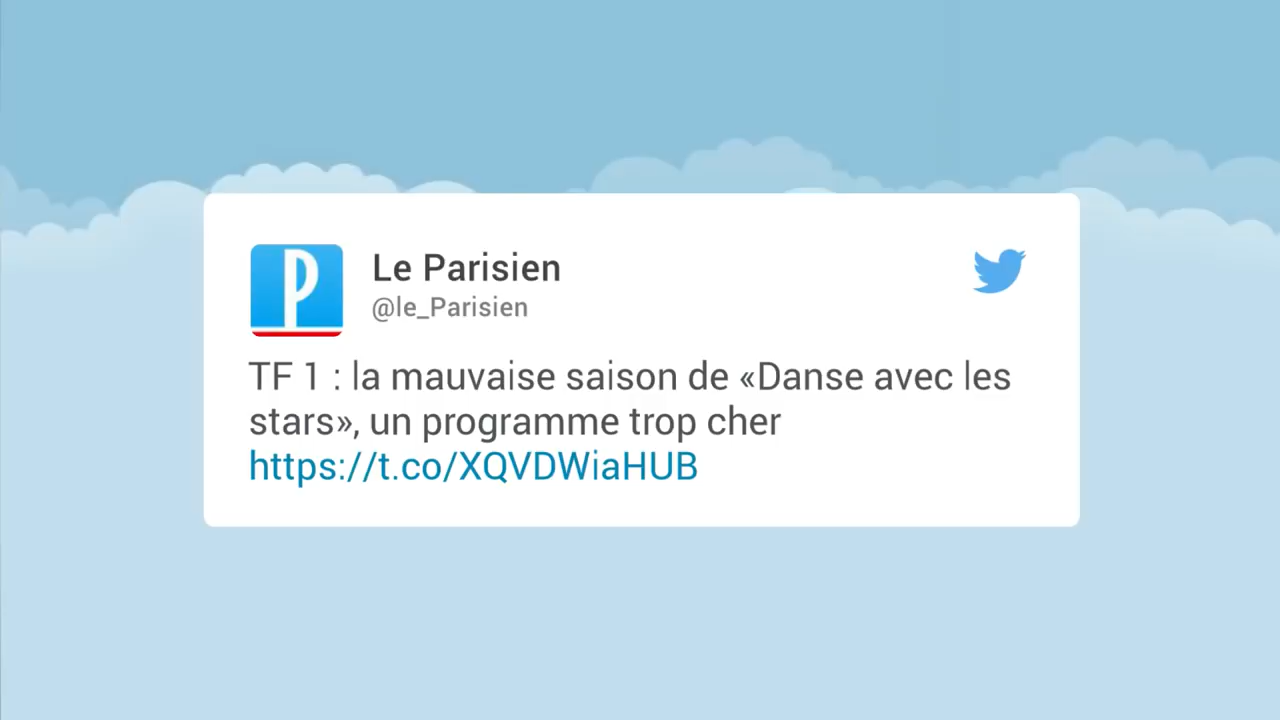 P
Le Parisien
@le_Parisien
TF 1 : la mauvaise saison de «Danse avec les
stars», un programme trop cher
https://t.co/XQVDWiaHUB